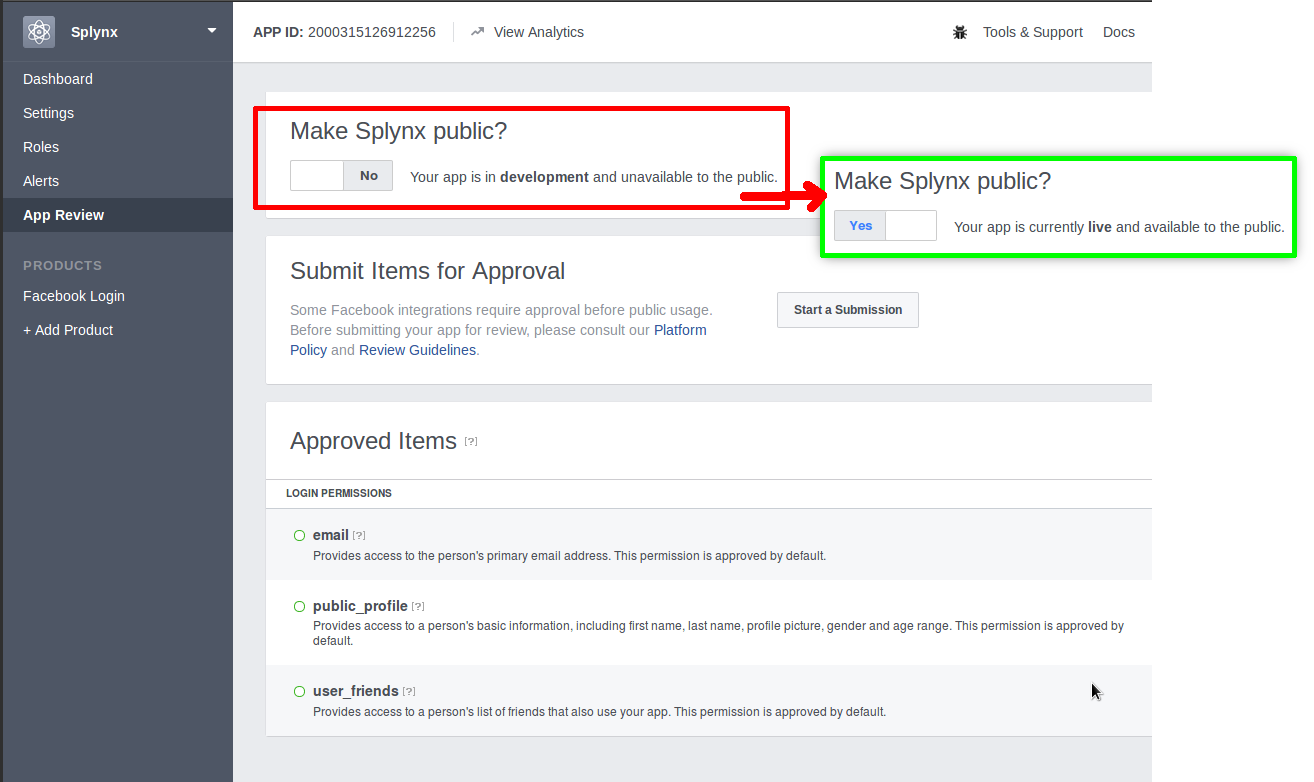 Splynx
APP ID: 2000315126912256
View Analytics
Tools & Support
Docs
Dashboard
Settings
Roles
Alerts
App Review
PRODUCTS
Facebook Login
+ Add Product
Make Splynx public?
No
Your app is in development and unavailable to the public.
Make Splynx public?
Yes
Your app is currently live and available to the public.
Submit Items for Approval
Some Facebook integrations require approval before public usage.
Before submitting your app for review, please consult our Platform
Policy and Review Guidelines.
Start a Submission
Approved Items [?]
LOGIN PERMISSIONS
email [?]
Provides access to the person's primary email address. This permission is approved by default.
public_profile [?]
Provides access to a person's basic information, including first name, last name, profile picture, gender and age range. This permission is approved by
default.
user_friends [?]
Provides access to a person's list of friends that also use your app. This permission is approved by default.